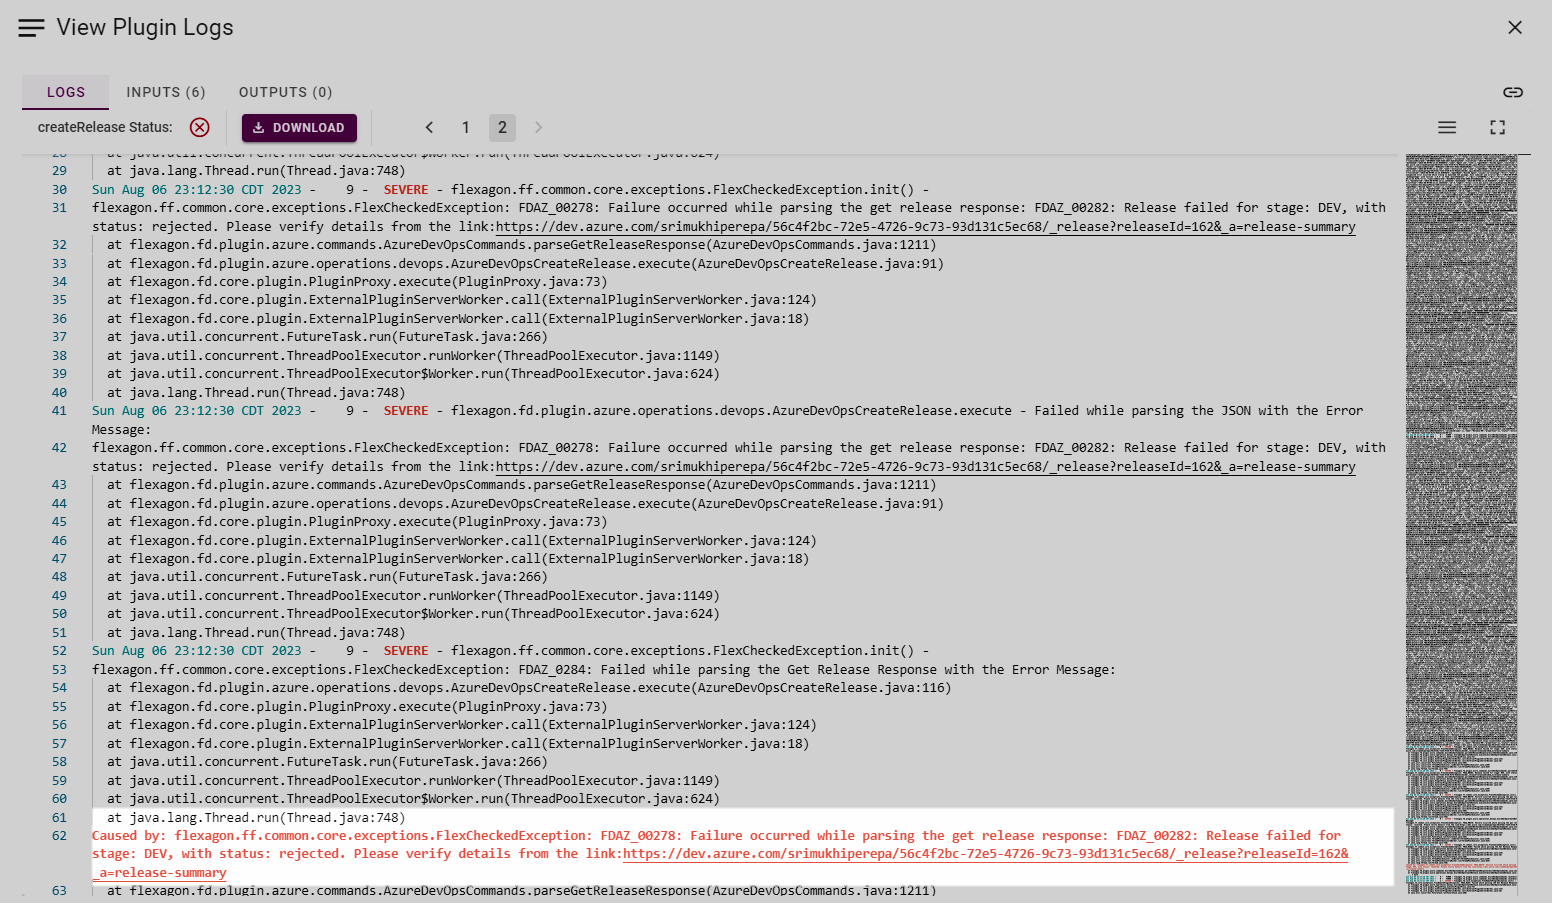 View Plugin Logs
LOGS INPUTS (6) OUTPUTS (0)
createRelease Status: DOWNLOAD 1 2
28 at java.util.concurrent.ThreadPoolExecutor$Worker.run(ThreadPoolExecutor.java:624)
29 at java.lang.Thread.run(Thread.java:748)
30 Sun Aug 06 23:12:30 CDT 2023 - 9 - SEVERE - flexagon.ff.common.core.exceptions.FlexCheckedException.init() -
31 flexagon.ff.common.core.exceptions.FlexCheckedException: FDAZ_00278: Failure occurred while parsing the get release response: FDAZ_00282: Release failed for stage: DEV, with
status: rejected. Please verify details from the link:https://dev.azure.com/srimukhiperepa/56c4f2bc-72e5-4726-9c73-93d131c5ec68/_release?releaseId=162&_a=release-summary
32 at flexagon.fd.plugin.azure.commands.AzureDevOpsCommands.parseGetReleaseResponse(AzureDevOpsCommands.java:1211)
33 at flexagon.fd.plugin.azure.operations.devops.AzureDevOpsCreateRelease.execute(AzureDevOpsCreateRelease.java:91)
34 at flexagon.fd.core.plugin.PluginProxy.execute(PluginProxy.java:73)
35 at flexagon.fd.core.plugin.ExternalPluginServerWorker.call(ExternalPluginServerWorker.java:124)
36 at flexagon.fd.core.plugin.ExternalPluginServerWorker.call(ExternalPluginServerWorker.java:18)
37 at java.util.concurrent.FutureTask.run(FutureTask.java:266)
38 at java.util.concurrent.ThreadPoolExecutor.runWorker(ThreadPoolExecutor.java:1149)
39 at java.util.concurrent.ThreadPoolExecutor$Worker.run(ThreadPoolExecutor.java:624)
40 at java.lang.Thread.run(Thread.java:748)
41 Sun Aug 06 23:12:30 CDT 2023 - 9 - SEVERE - flexagon.fd.plugin.azure.operations.devops.AzureDevOpsCreateRelease.execute - Failed while parsing the JSON with the Error
Message:
42 flexagon.ff.common.core.exceptions.FlexCheckedException: FDAZ_00278: Failure occurred while parsing the get release response: FDAZ_00282: Release failed for stage: DEV, with
status: rejected. Please verify details from the link:https://dev.azure.com/srimukhiperepa/56c4f2bc-72e5-4726-9c73-93d131c5ec68/_release?releaseId=162&_a=release-summary
43 at flexagon.fd.plugin.azure.commands.AzureDevOpsCommands.parseGetReleaseResponse(AzureDevOpsCommands.java:1211)
44 at flexagon.fd.plugin.azure.operations.devops.AzureDevOpsCreateRelease.execute(AzureDevOpsCreateRelease.java:91)
45 at flexagon.fd.core.plugin.PluginProxy.execute(PluginProxy.java:73)
46 at flexagon.fd.core.plugin.ExternalPluginServerWorker.call(ExternalPluginServerWorker.java:124)
47 at flexagon.fd.core.plugin.ExternalPluginServerWorker.call(ExternalPluginServerWorker.java:18)
48 at java.util.concurrent.FutureTask.run(FutureTask.java:266)
49 at java.util.concurrent.ThreadPoolExecutor.runWorker(ThreadPoolExecutor.java:1149)
50 at java.util.concurrent.ThreadPoolExecutor$Worker.run(ThreadPoolExecutor.java:624)
51 at java.lang.Thread.run(Thread.java:748)
52 Sun Aug 06 23:12:30 CDT 2023 - 9 - SEVERE - flexagon.ff.common.core.exceptions.FlexCheckedException.init() -
53 flexagon.ff.common.core.exceptions.FlexCheckedException: FDAZ_0284: Failed while parsing the Get Release Response with the Error Message:
54 at flexagon.fd.plugin.azure.operations.devops.AzureDevOpsCreateRelease.execute(AzureDevOpsCreateRelease.java:116)
55 at flexagon.fd.core.plugin.PluginProxy.execute(PluginProxy.java:73)
56 at flexagon.fd.core.plugin.ExternalPluginServerWorker.call(ExternalPluginServerWorker.java:124)
57 at flexagon.fd.core.plugin.ExternalPluginServerWorker.call(ExternalPluginServerWorker.java:18)
58 at java.util.concurrent.FutureTask.run(FutureTask.java:266)
59 at java.util.concurrent.ThreadPoolExecutor.runWorker(ThreadPoolExecutor.java:1149)
60 at java.util.concurrent.ThreadPoolExecutor$Worker.run(ThreadPoolExecutor.java:624)
61 at java.lang.Thread.run(Thread.java:748)
62 Caused by: flexagon.ff.common.core.exceptions.FlexCheckedException: FDAZ_00278: Failure occurred while parsing the get release response: FDAZ_00282: Release failed for
stage: DEV, with status: rejected. Please verify details from the link:https://dev.azure.com/srimukhiperepa/56c4f2bc-72e5-4726-9c73-93d131c5ec68/_release?releaseId=162&
_a=release-summary
63 at flexagon.fd.plugin.azure.commands.AzureDevOpsCommands.parseGetReleaseResponse(AzureDevOpsCommands.java:1211)